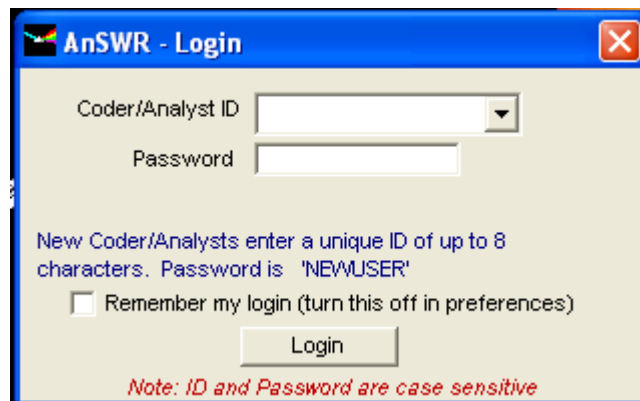 AnSWR - Login
Coder/Analyst ID
Password
New Coder/Analysts enter a unique ID of up to 8
characters.  Password is  'NEWUSER'
Remember my login (turn this off in preferences)
Login
Note: ID and Password are case sensitive